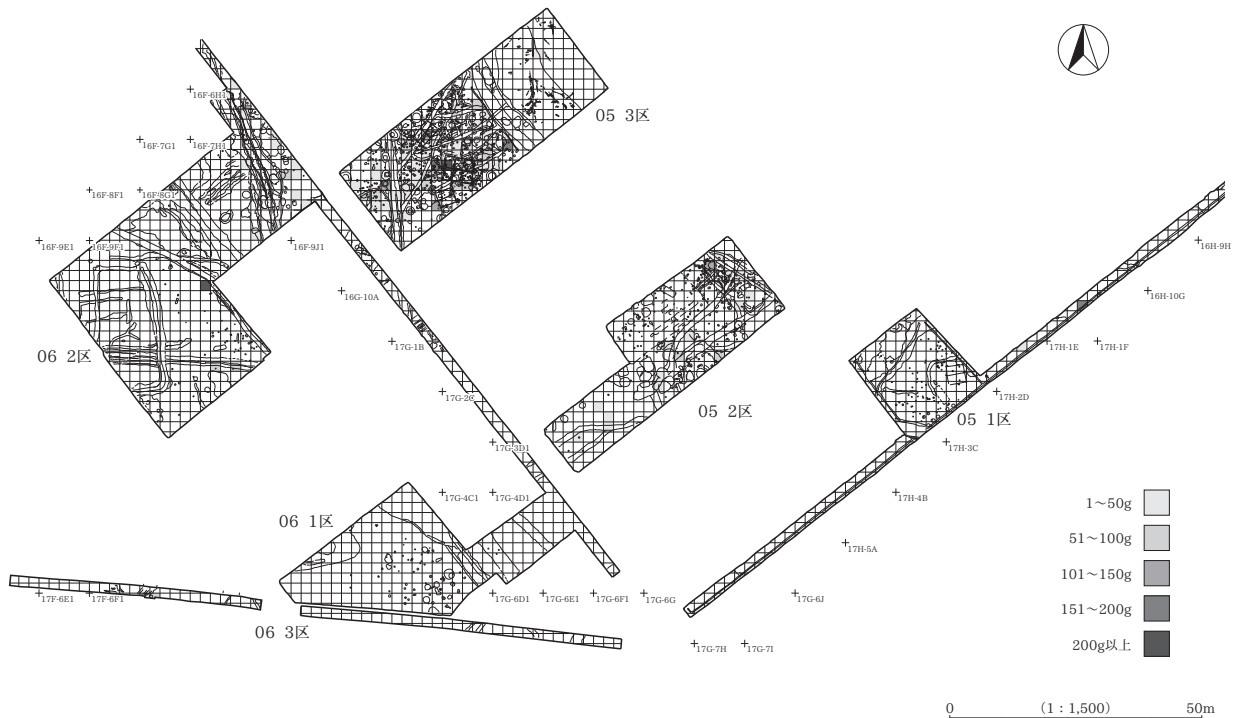 05 3区
16F-6H1
16F-7G1
16F-7H1
16F-8F1
16F-8G1
16F-9E1
16F-9F1
16F-9J1
16H-9H
16G-10A
16H-10G
17G-1B
17H-1E
17H-1F
06 2区
17G-2C
17H-2D
05 2区
05 1区
17G-3D1
17H-3C
17G-4C1
17G-4D1
17H-4B
06 1区
17H-5A
17F-6E1
17F-6F1
17G-6D1
17G-6E1
17G-6F1
17G-6G
17G-6J
06 3区
17G-7H
17G-7I
1～50g
51～100g
101～150g
151～200g
200g以上
0 (1：1,500) 50m